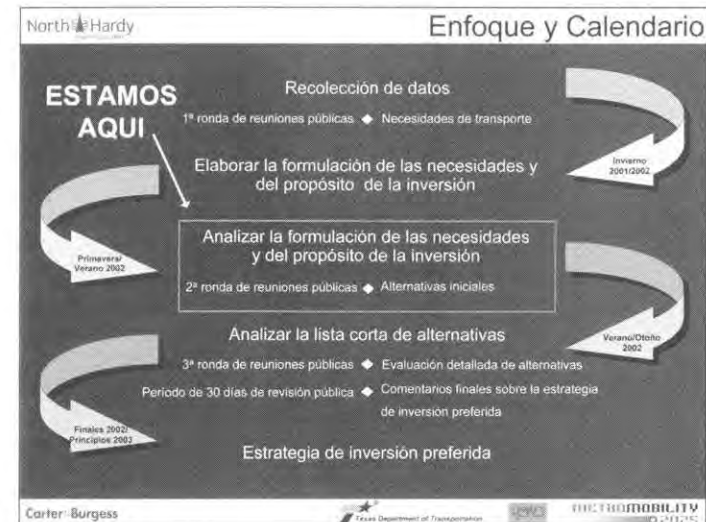 North Hardy
Enfoque y Calendario
ESTAMOS
AQUI
Recolección de datos
1ª ronda de reuniones públicas ◆ Necesidades de transporte
Invierno
2001/2002
Elaborar la formulación de las necesidades y
del propósito de la inversión
Primavera/
Verano 2002
Analizar la formulación de las necesidades
y del propósito de la inversión
2ª ronda de reuniones públicas ◆ Alternativas iniciales
Verano/Otoño
2002
Analizar la lista corta de alternativas
3ª ronda de reuniones públicas ◆ Evaluación detallada de alternativas
Período de 30 días de revisión pública ◆ Comentarios finales sobre la estrategia
de inversión preferida
Finales 2002/
Principios 2003
Estrategia de inversión preferida
Carter Burgess
Texas Department of Transportation
METROMOBILITY
2025